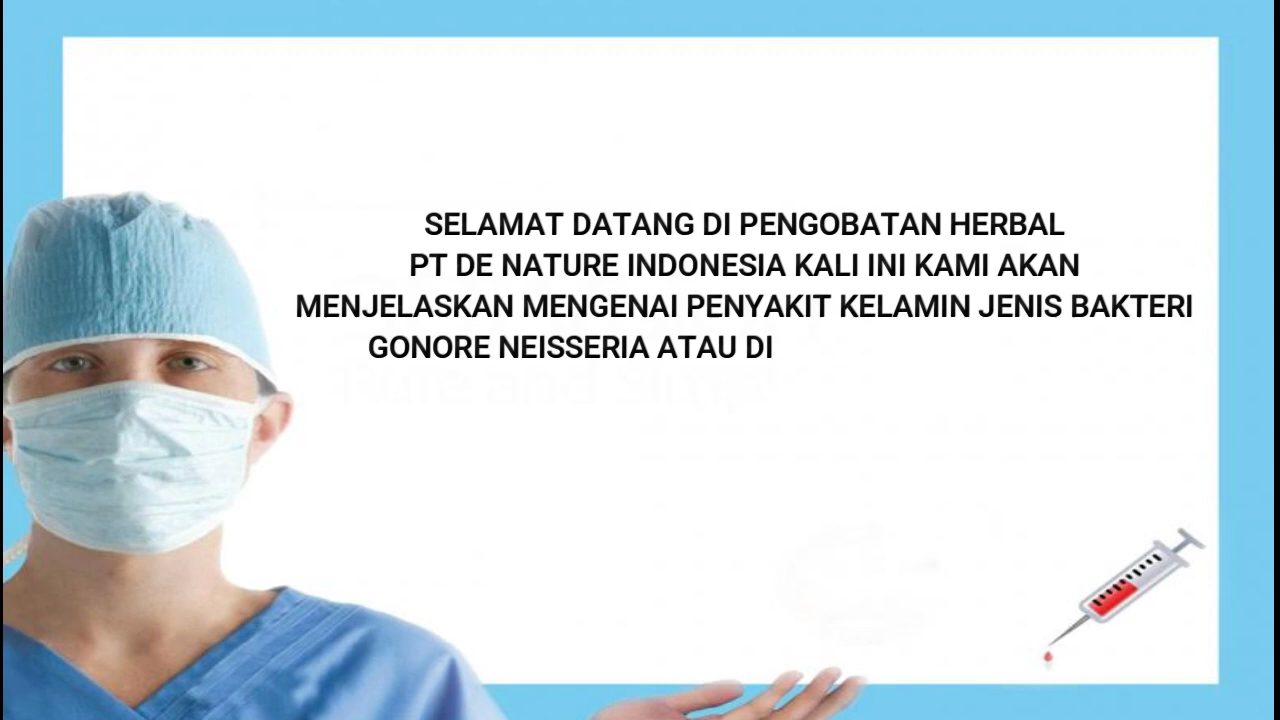 SELAMAT DATANG DI PENGOBATAN HERBAL
PT DE NATURE INDONESIA KALI INI KAMI AKAN
MENJELASKAN MENGENAI PENYAKIT KELAMIN JENIS BAKTERI
GONORE NEISSERIA ATAU DI